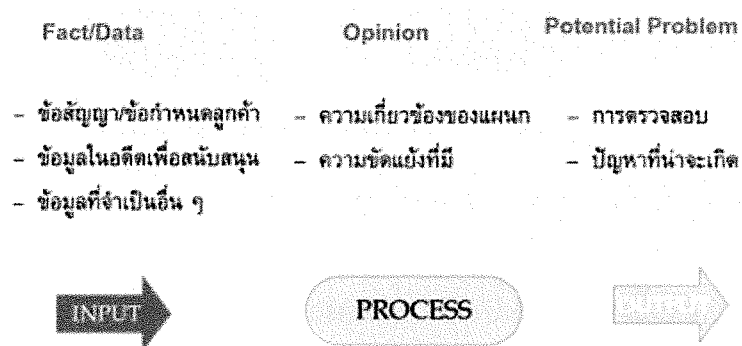 Fact/Data
Opinion
Potential Problem
– ข้อสัญญา/ข้อกำหนดลูกค้า
– ข้อมูลในอดีตเพื่อสนับสนุน
– ข้อมูลที่จำเป็นอื่น ๆ
– ความเกี่ยวข้องของแผนก
– ความขัดแย้งที่มี
– การตรวจสอบ
– ปัญหาที่น่าจะเกิด
INPUT
PROCESS
OUTPUT